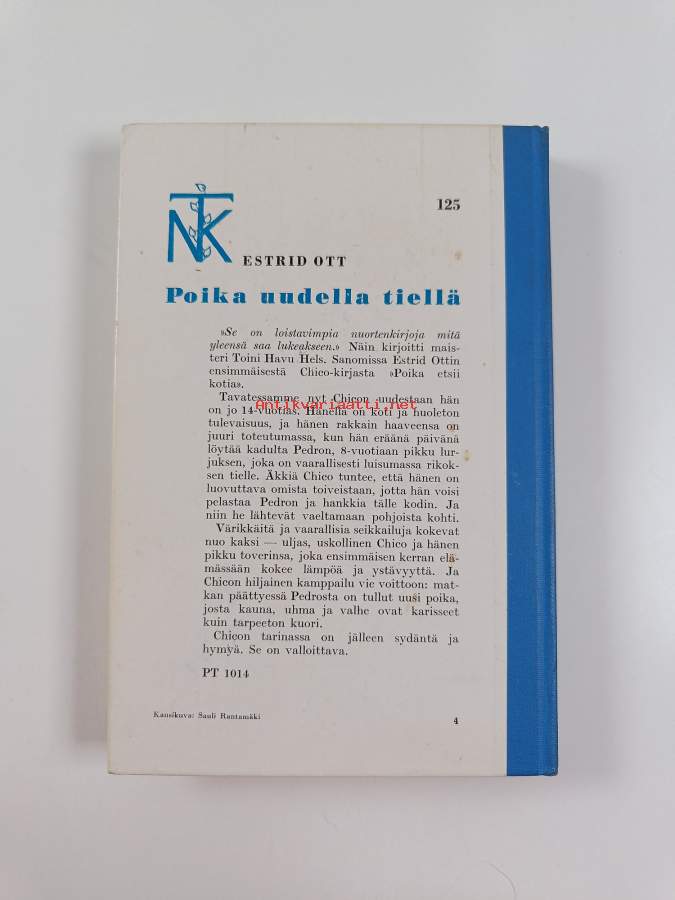 125
NTK
ESTRID OTT
Poika uudella tiellä
»Se on loistavimpia nuortenkirjoja mitä
yleensä saa lukeakseen.» Näin kirjoitti mais-
teri Toini Havu Hels. Sanomissa Estrid Ottin
ensimmäisestä Chico-kirjasta »Poika etsii
kotia».
Tavatessamme nyt Chicon uudestaan hän
Antikvariaatti.net
on jo 14-vuotias. Hänellä on koti ja huoleton
tulevaisuus, ja hänen rakkain haaveensa on
juuri toteutumassa, kun hän eräänä päivänä
löytää kadulta Pedron, 8-vuotiaan pikku lur-
juksen, joka on vaarallisesti luisumassa rikok-
sen tielle. Äkkiä Chico tuntee, että hänen on
luovuttava omista toiveistaan, jotta hän voisi
pelastaa Pedron ja hankkia tälle kodin. Ja
niin he lähtevät vaeltamaan pohjoista kohti.
Värikkäitä ja vaarallisia seikkailuja kokevat
nuo kaksi — uljas, uskollinen Chico ja hänen
pikku toverinsa, joka ensimmäisen kerran elä-
mässään kokee lämpöä ja ystävyyttä. Ja
Chicon hiljainen kamppailu vie voittoon: mat-
kan päättyessä Pedrosta on tullut uusi poika,
josta kauna, uhma ja valhe ovat karisseet
kuin tarpeeton kuori.
Chicon tarinassa on jälleen sydäntä ja
hymyä. Se on valloittava.
PT 1014
Kansikuva: Sauli Rantamäki
4